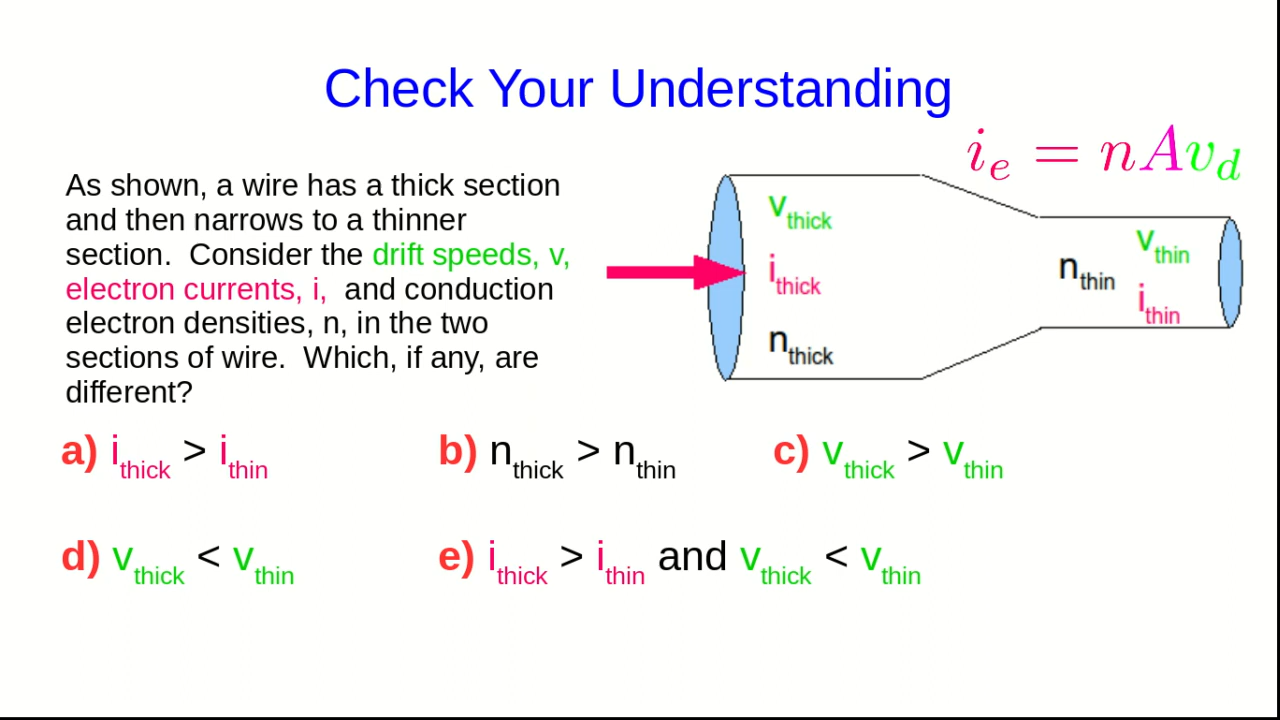 Check Your Understanding
i_e = nAv_d
As shown, a wire has a thick section
and then narrows to a thinner
section. Consider the drift speeds, v,
electron currents, i, and conduction
electron densities, n, in the two
sections of wire. Which, if any, are
different?
v_thick
i_thick
n_thick
n_thin
v_thin
i_thin
a) i_thick > i_thin
b) n_thick > n_thin
c) v_thick > v_thin
d) v_thick < v_thin
e) i_thick > i_thin and v_thick < v_thin